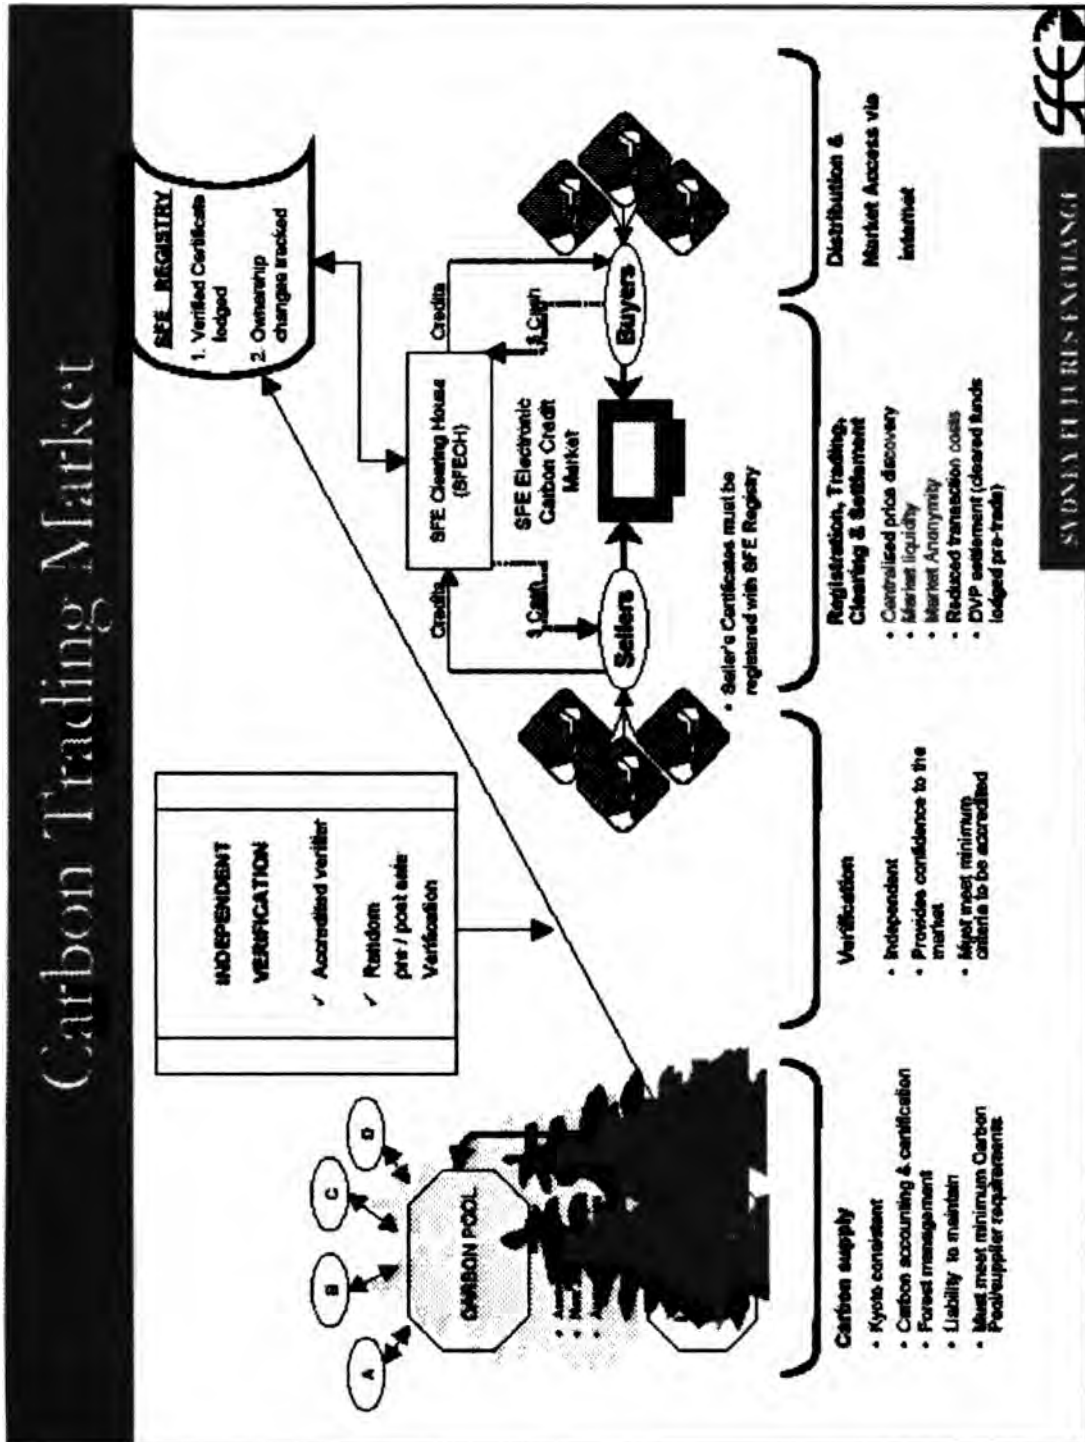 Carbon Trading Market
SFE REGISTRY
1. Verified Certificate
lodged
2. Ownership
changes tracked
INDEPENDENT
VERIFICATION
✓ Accredited verifier
✓ Random
pre / post sale
Verification
A
B
C
D
CARBON POOL
SFE Clearing House
(SFECH)
Credits
Credits
$ Cash
$ Cash
SFE Electronic
Carbon Credit
Market
Sellers
Buyers
• Seller's Certificates must be
registered with SFE Registry
Carbon supply
• Kyoto consistent
• Carbon accounting & certification
• Forest management
• Liability to maintain
• Must meet minimum Carbon
Pool/supplier requirements
Verification
• Independent
• Provides confidence to the
market
• Must meet minimum
criteria to be accredited
Registration, Trading,
Clearing & Settlement
• Centralised price discovery
• Market liquidity
• Market Anonymity
• Reduced transaction costs
• DVP settlement (cleared funds
lodged pre-trade)
Distribution &
Market Access via
internet
SYDNEY FUTURES EXCHANGE
SFE